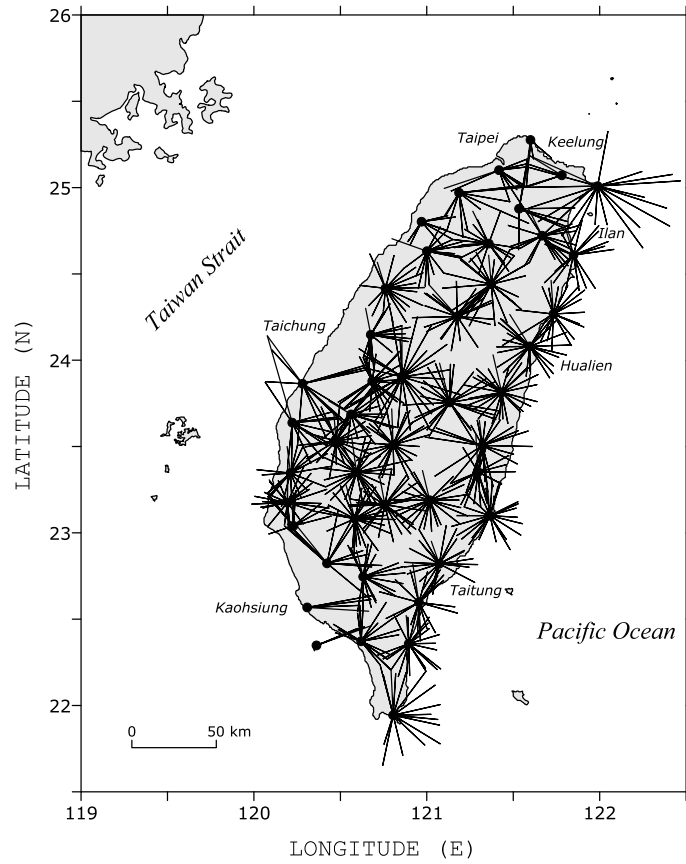 26
Taipei
Keelung
25
Ilan
Taiwan Strait
Taichung
24
Hualien
LATITUDE (N)
23
Taitung
Kaohsiung
Pacific Ocean
22
0
50 km
119
120
121
122
LONGITUDE (E)